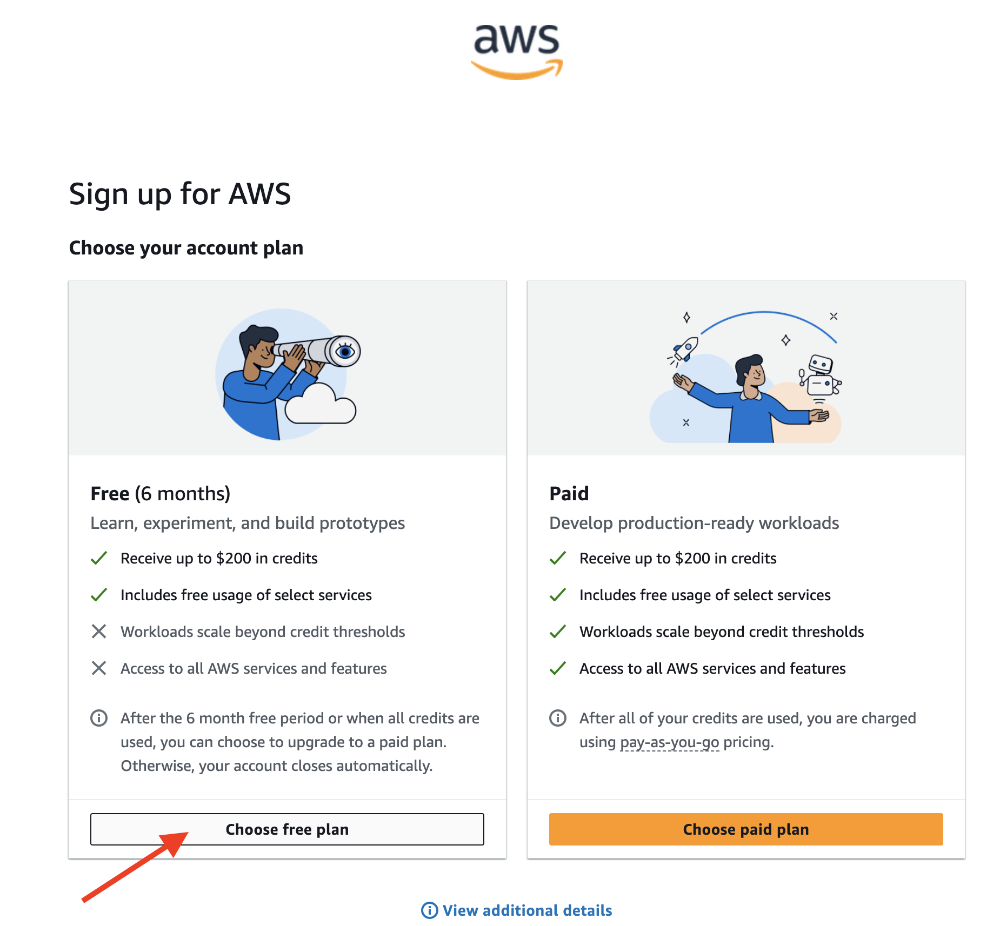 aws
Sign up for AWS
Choose your account plan
Free (6 months)
Learn, experiment, and build prototypes
Receive up to $200 in credits
Includes free usage of select services
Workloads scale beyond credit thresholds
Access to all AWS services and features
After the 6 month free period or when all credits are
used, you can choose to upgrade to a paid plan.
Otherwise, your account closes automatically.
Choose free plan
Paid
Develop production-ready workloads
Receive up to $200 in credits
Includes free usage of select services
Workloads scale beyond credit thresholds
Access to all AWS services and features
After all of your credits are used, you are charged
using pay-as-you-go pricing.
Choose paid plan
View additional details